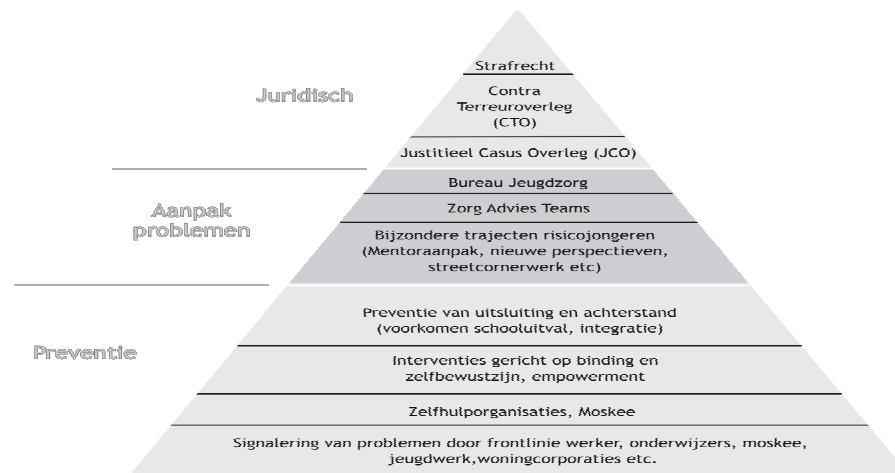 Strafrecht
Juridisch
Contra
Terreuroverleg
(CTO)
Justitieel Casus Overleg (JCO)
Bureau Jeugdzorg
Aanpak
problemen
Zorg Advies Teams
Bijzondere trajecten risicojongeren
(Mentoraanpak, nieuwe perspectieven,
streetcornerwerk etc)
Preventie van uitsluiting en achterstand
(voorkomen schooluitval, integratie)
Preventie
Interventies gericht op binding en
zelfbewustzijn, empowerment
Zelfhulporganisaties, Moskee
Signalering van problemen door frontlinie werker, onderwijzers, moskee,
jeugdwerk,woningcorporaties etc.